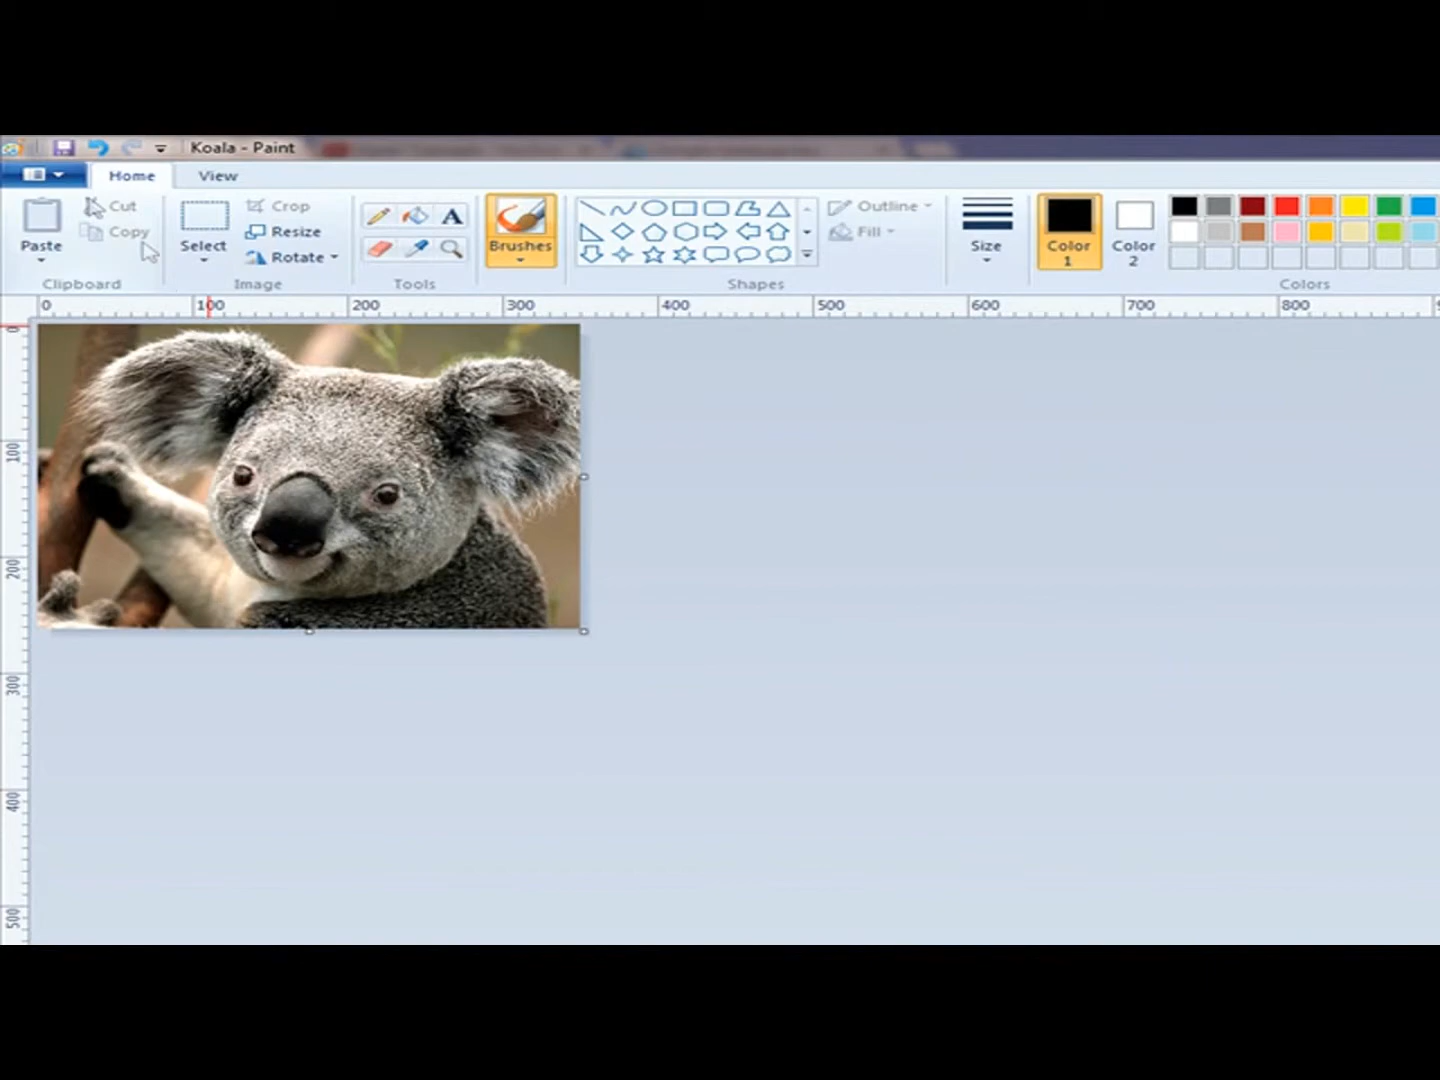 Koala - Paint
Home View
Cut Crop Outline
Copy Resize Fill
Paste Select Rotate A Brushes Size Color 1 Color 2
Clipboard Image Tools Shapes Colors
0 100 200 300 400 500 600 700 800
0
100
200
300
400
500